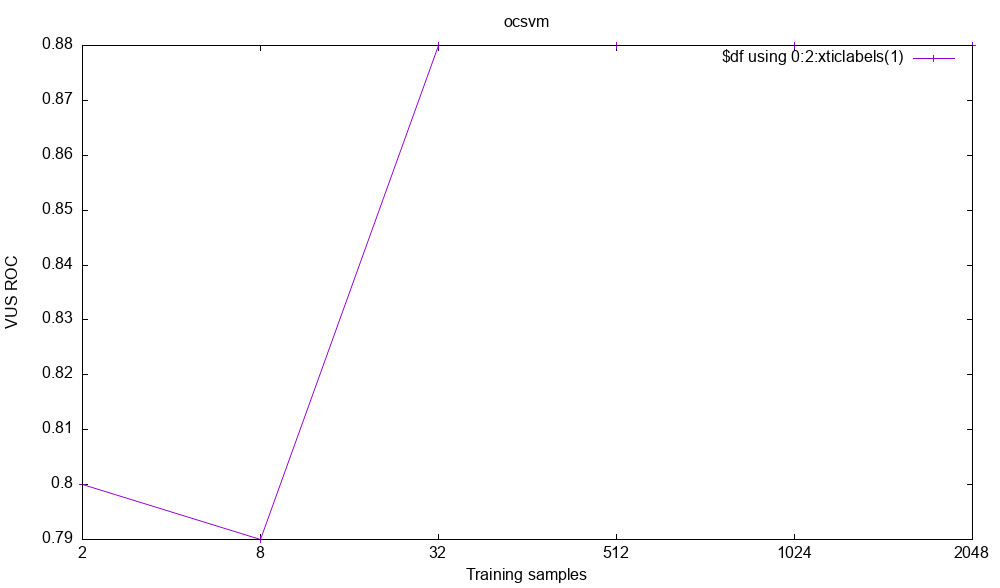 ocsvm
$df using 0:2:xticlabels(1)
0.88
0.87
0.86
0.85
0.84
0.83
0.82
0.81
0.8
0.79
VUS ROC
2 8 32 512 1024 2048
Training samples